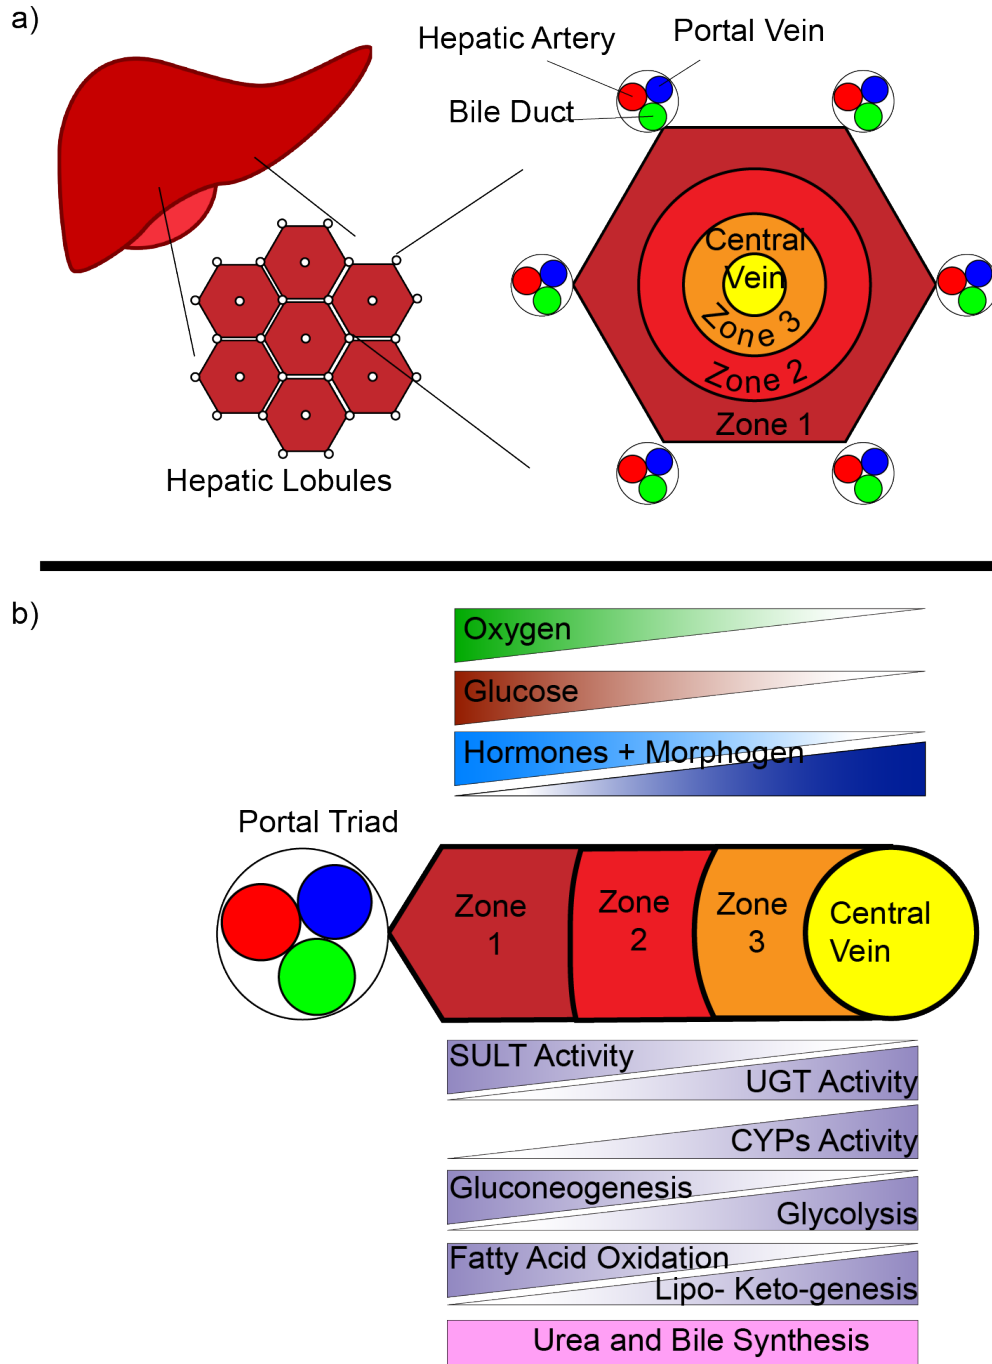 a)
Hepatic Artery
Portal Vein
Bile Duct
Central
Vein
Zone 3
Zone 2
Zone 1
Hepatic Lobules
b)
Oxygen
Glucose
Hormones + Morphogen
Portal Triad
Zone
1
Zone
2
Zone
3
Central
Vein
SULT Activity
UGT Activity
CYPs Activity
Gluconeogenesis
Glycolysis
Fatty Acid Oxidation
Lipo- Keto-genesis
Urea and Bile Synthesis